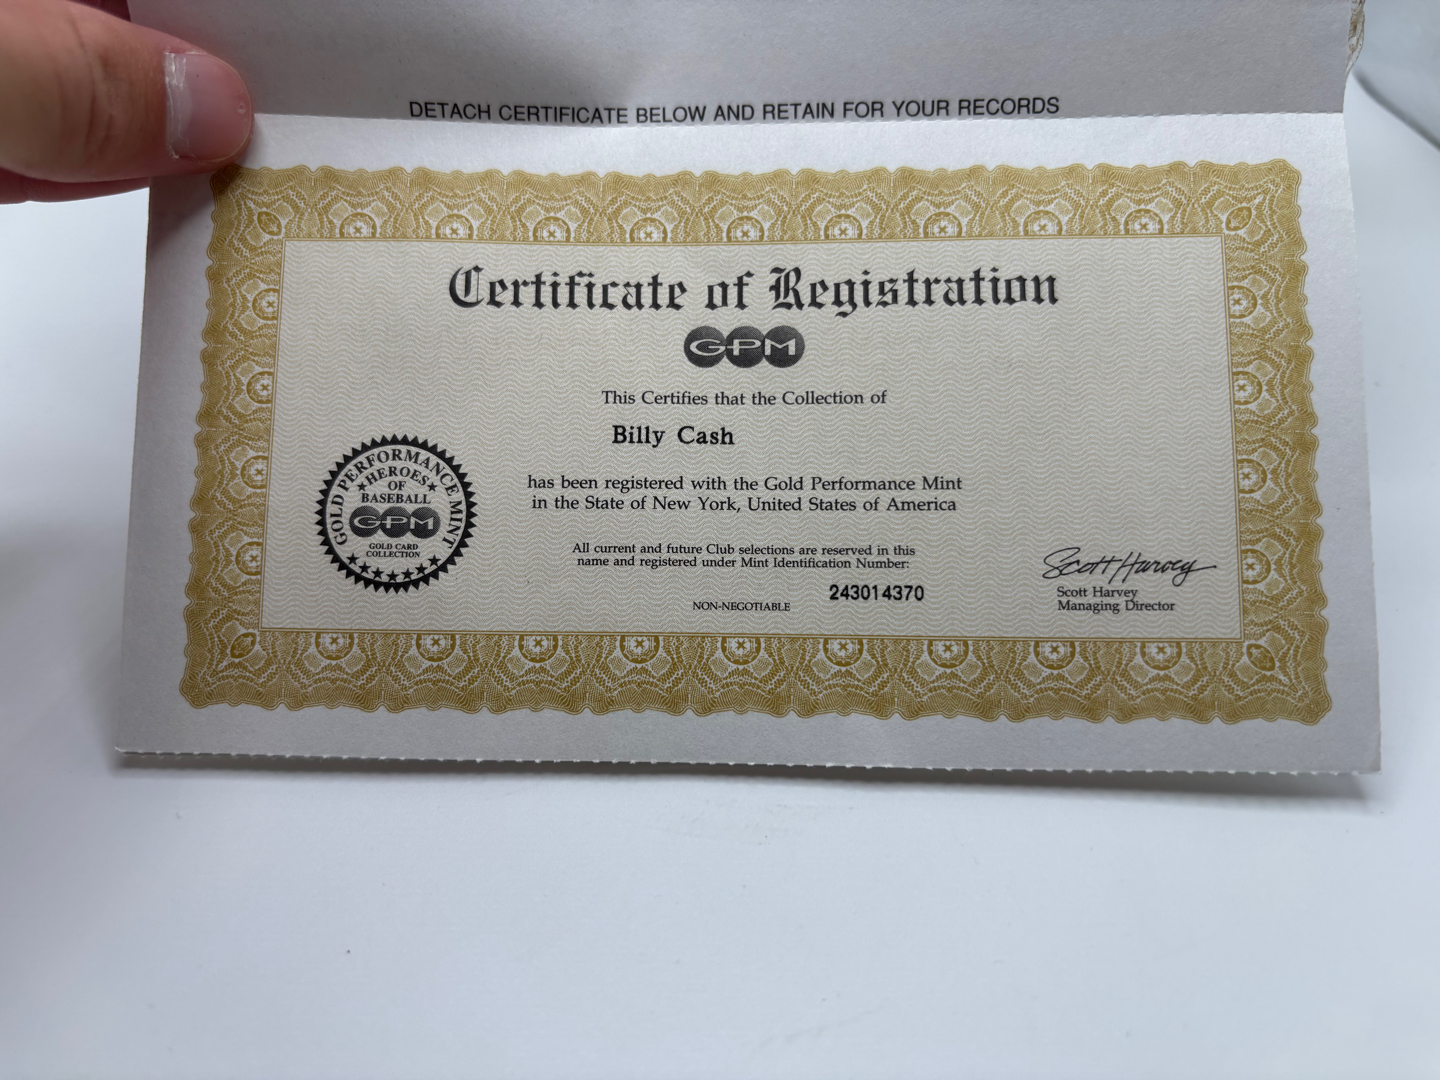 DETACH CERTIFICATE BELOW AND RETAIN FOR YOUR RECORDS
Certificate of Registration
GPM
This Certifies that the Collection of
Billy Cash
has been registered with the Gold Performance Mint
in the State of New York, United States of America
All current and future Club selections are reserved in this
name and registered under Mint Identification Number:
243014370
NON-NEGOTIABLE
GOLD PERFORMANCE MINT
HEROES
OF
BASEBALL
GPM
GOLD CARD
COLLECTION
Scott Harvey
Scott Harvey
Managing Director